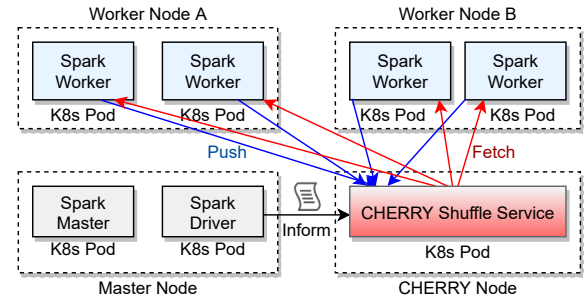 Worker Node A
Worker Node B
Spark
Worker
Spark
Worker
Spark
Worker
Spark
Worker
K8s Pod
K8s Pod
K8s Pod
K8s Pod
Push
Fetch
Spark
Master
Spark
Driver
Inform
CHERRY Shuffle Service
K8s Pod
K8s Pod
K8s Pod
Master Node
CHERRY Node